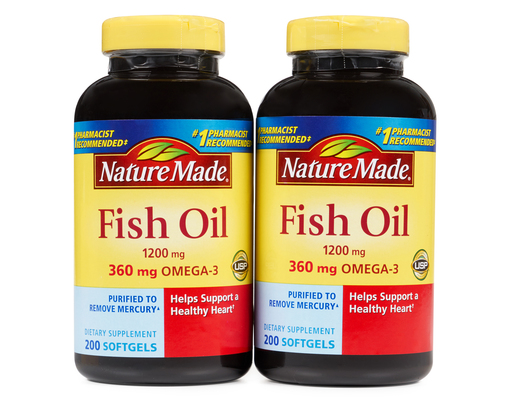 #1 PHARMACIST
RECOMMENDED‡
#1 PHARMACIST
RECOMMENDED‡
Nature Made®
Fish Oil
1200 mg
360 mg OMEGA-3
USP
PURIFIED TO
REMOVE MERCURY▲
Helps Support a
Healthy Heart†
DIETARY SUPPLEMENT
200 SOFTGELS
PHARMACIST
RECOMMENDED‡
#1 PHARMACIST
RECOMMENDED‡
Nature Made®
Fish Oil
1200 mg
360 mg OMEGA-3
USP
PURIFIED TO
REMOVE MERCURY▲
Helps Support a
Healthy Heart†
DIETARY SUPPLEMENT
200 SOFTGELS